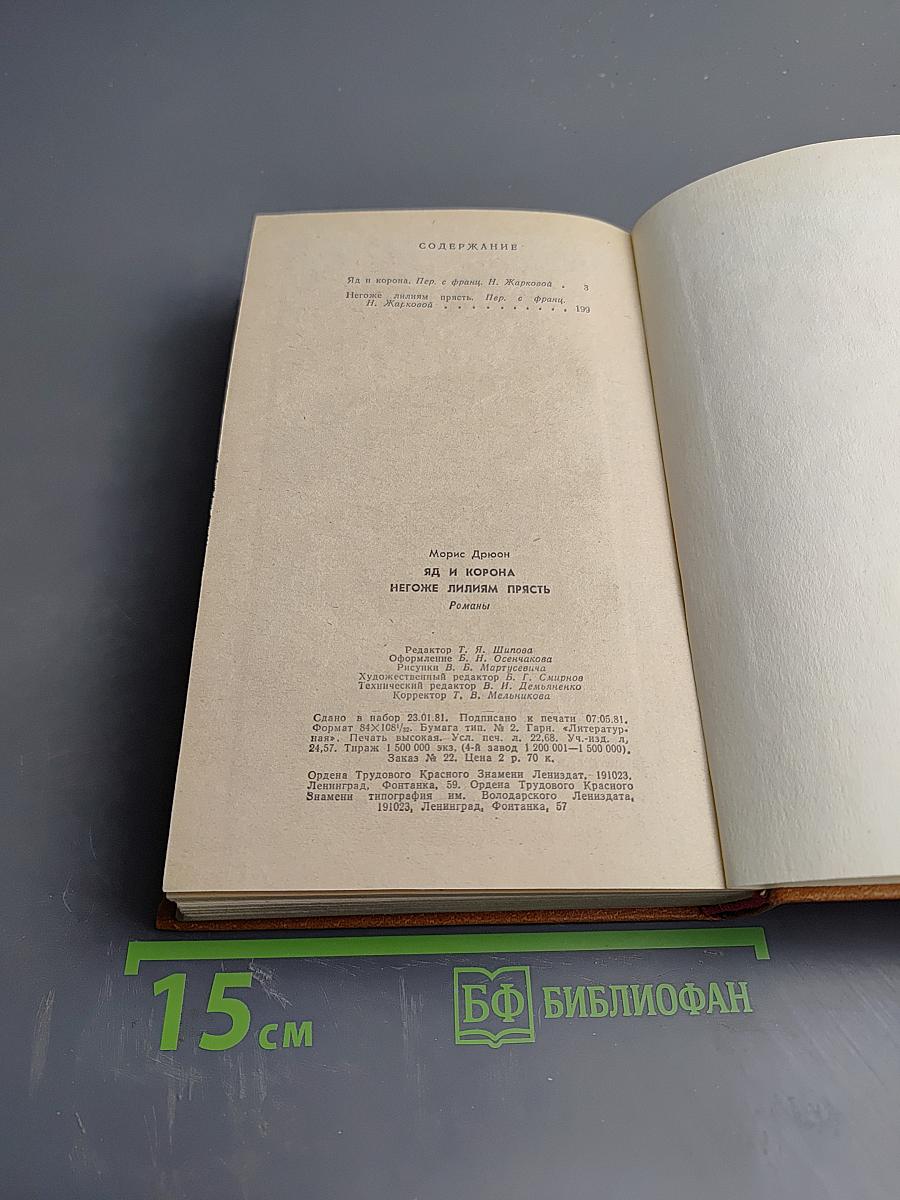 СОДЕРЖАНИЕ
Яд и корона. Пер. с франц. Н. Жарковой . 3
Негоже лилиям прясть. Пер. с франц.
Н. Жарковой . . . . . . . . . . 199
Морис Дрюон
ЯД И КОРОНА
НЕГОЖЕ ЛИЛИЯМ ПРЯСТЬ
Романы
Редактор Т. Я. Шипова
Оформление Б. Н. Осенчакова
Рисунки В. Б. Мартусевича
Художественный редактор Б. Г. Смирнов
Технический редактор В. И. Демьяненко
Корректор Т. В. Мельникова
Сдано в набор 23.01.81. Подписано к печати 07.05.81.
Формат 84×108¹/₃₂. Бумага тип. № 2. Гарн. «Литератур-
ная». Печать высокая. Усл. печ. л. 22,68. Уч.-изд. л,
24,57. Тираж 1 500 000 экз, (4-й завод 1 200 001—1 500 000).
Заказ № 22. Цена 2 р. 70 к.
Ордена Трудового Красного Знамени Лениздат, 191023,
Ленинград, Фонтанка, 59. Ордена Трудового Красного
Знамени типография им. Володарского Лениздата,
191023, Ленинград, Фонтанка, 57
15 см
БФ БИБЛИОФАН